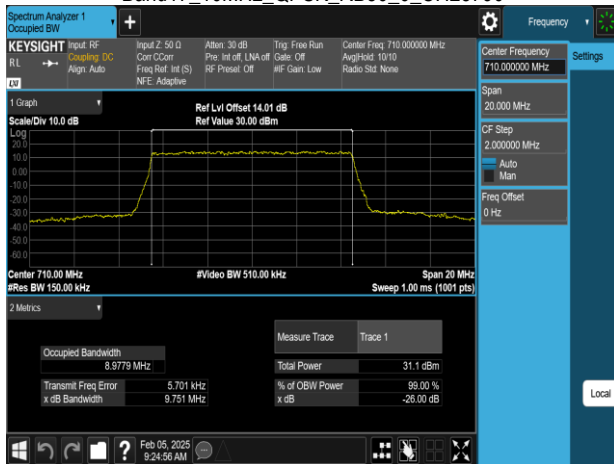 Spectrum Analyzer 1
Occupied BW
Frequency
KEYSIGHT
RL
LXI
Input: RF
Coupling: DC
Align: Auto
Input Z: 50 Ω
Corr CCorr
Freq Ref: Int (S)
NFE: Adaptive
Atten: 30 dB
Pre: Int off, LNA off
RF Preset: Off
Trig: Free Run
Gate: Off
#IF Gain: Low
Center Freq: 710.000000 MHz
Avg|Hold: 10/10
Radio Std: None
Center Frequency
710.000000 MHz
Settings
Span
20.000 MHz
CF Step
2.000000 MHz
Auto
Man
Freq Offset
0 Hz
1 Graph
Scale/Div 10.0 dB
Ref Lvl Offset 14.01 dB
Ref Value 30.00 dBm
Log
20.0
10.0
0.00
-10.0
-20.0
-30.0
-40.0
-50.0
-60.0
Center 710.00 MHz
#Res BW 150.00 kHz
#Video BW 510.00 kHz
Span 20 MHz
Sweep 1.00 ms (1001 pts)
2 Metrics
Measure Trace Trace 1
Occupied Bandwidth
8.9779 MHz
Total Power 31.1 dBm
Transmit Freq Error 5.701 kHz
% of OBW Power 99.00 %
x dB Bandwidth 9.751 MHz
x dB -26.00 dB
Local
Feb 05, 2025
9:24:56 AM